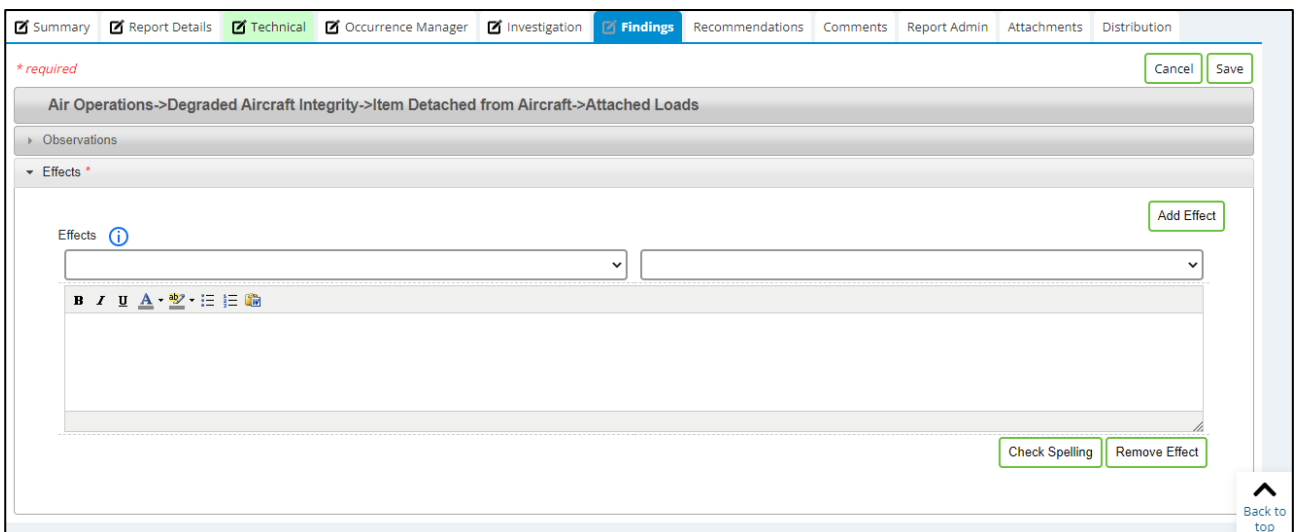 Summary Report Details Technical Occurrence Manager Investigation Findings Recommendations Comments Report Admin Attachments Distribution
* required
Cancel Save
Air Operations->Degraded Aircraft Integrity->Item Detached from Aircraft->Attached Loads
Observations
Effects *
Add Effect
Effects
B I U A ab
Check Spelling Remove Effect
Back to
top